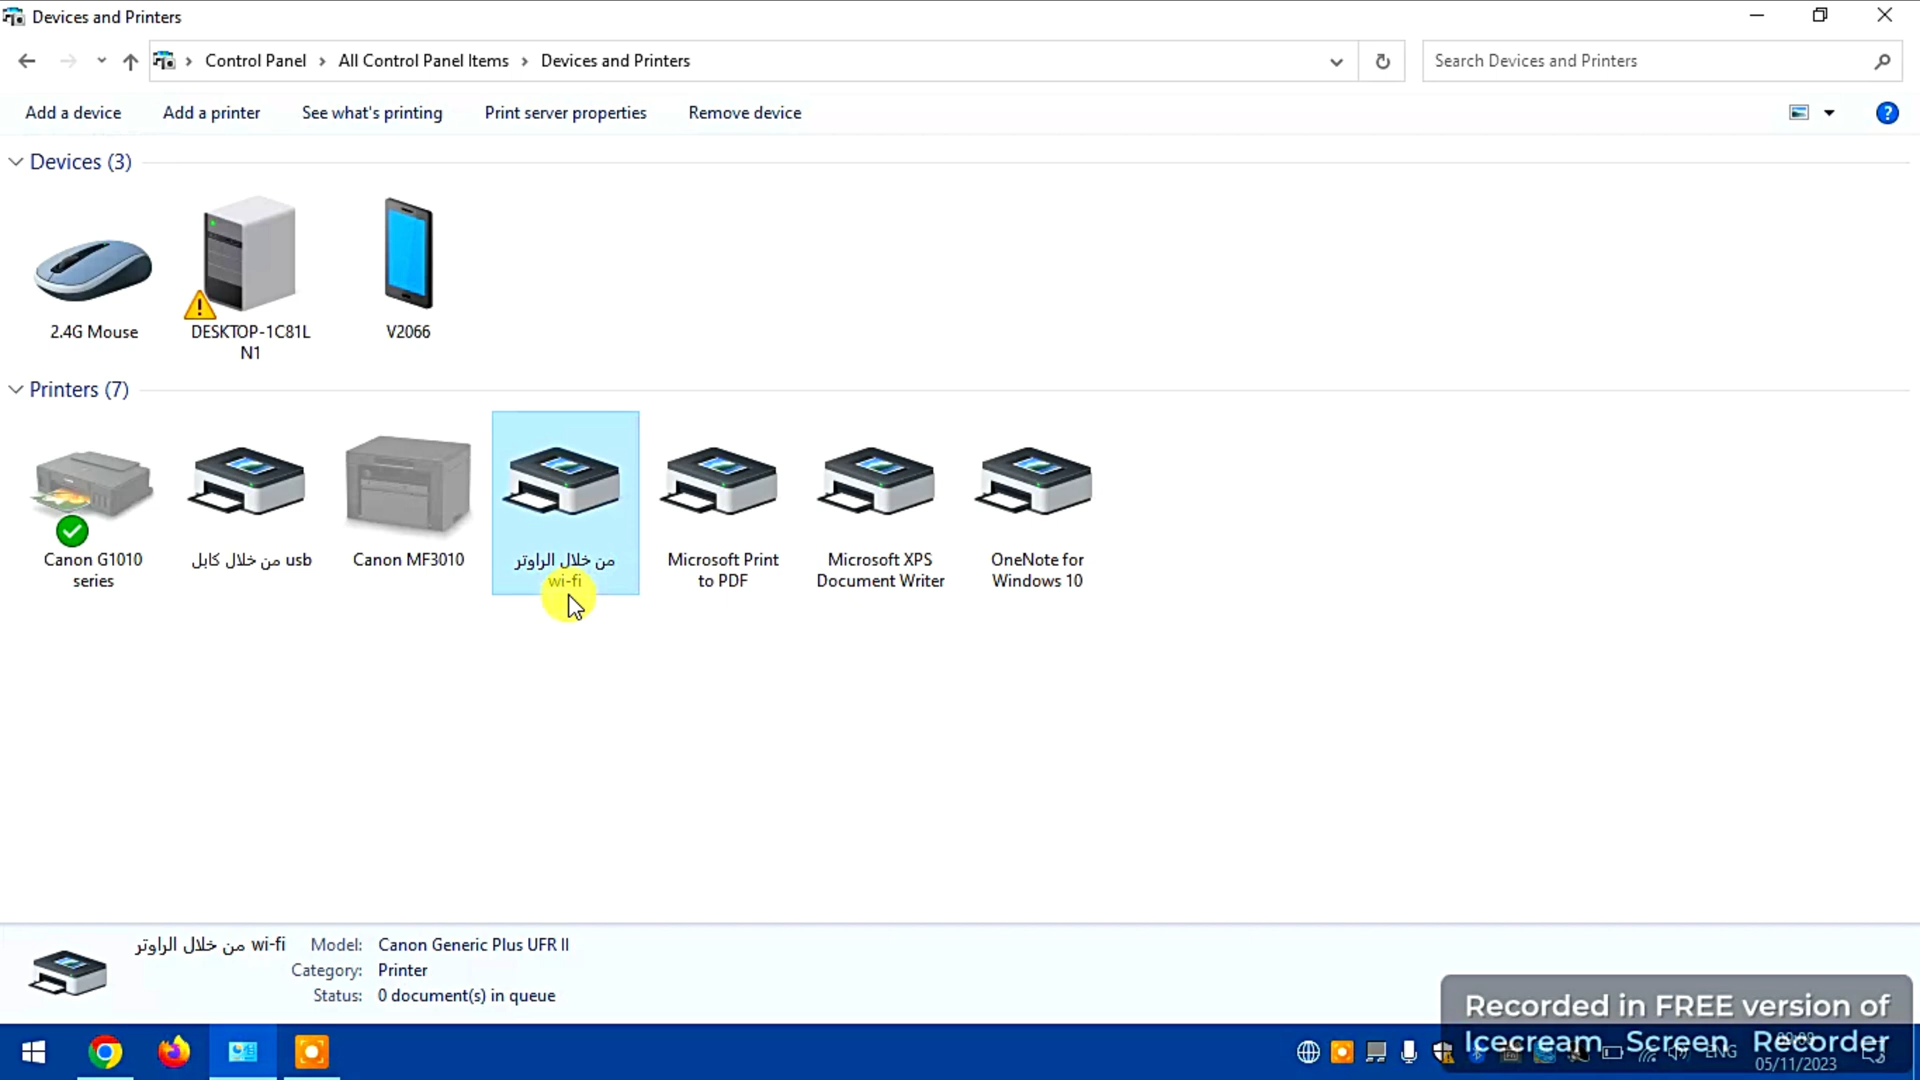 Devices and Printers
Control Panel › All Control Panel Items › Devices and Printers
Search Devices and Printers
Add a device
Add a printer
See what's printing
Print server properties
Remove device
Devices (3)
2.4G Mouse
DESKTOP-1C81L
N1
V2066
Printers (7)
Canon G1010
series
من خلال كابل usb
Canon MF3010
من خلال الراوتر
wi-fi
Microsoft Print
to PDF
Microsoft XPS
Document Writer
OneNote for
Windows 10
من خلال الراوتر wi-fi
Model: Canon Generic Plus UFR II
Category: Printer
Status: 0 document(s) in queue
Recorded in FREE version of
Icecream Screen Recorder
ENG
05/11/2023